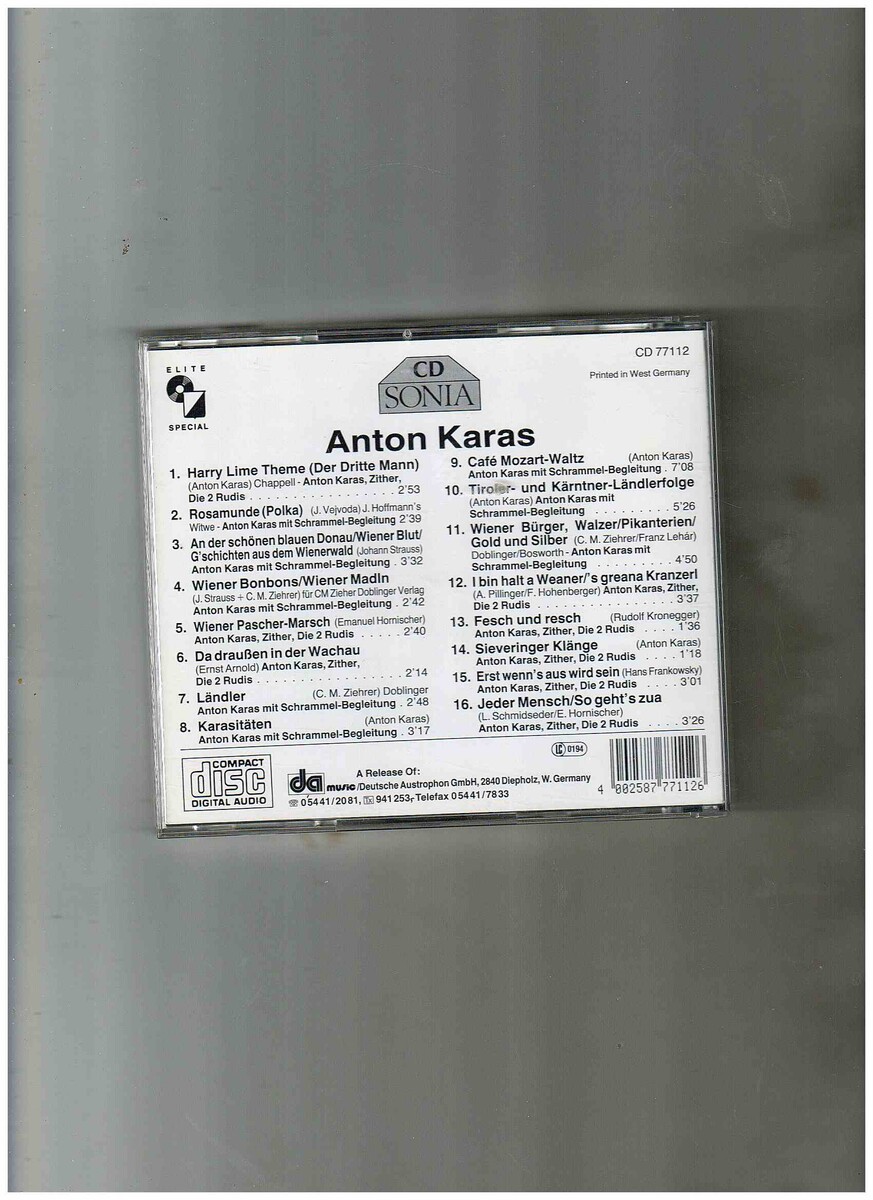 ELITE
SPECIAL
CD
SONIA
CD 77112
Printed in West Germany
Anton Karas
1. Harry Lime Theme (Der Dritte Mann)
(Anton Karas) Chappell - Anton Karas, Zither,
Die 2 Rudis . . . . . . . . . . . . . . . . . . 2'53
2. Rosamunde (Polka) (J. Vejvoda) J. Hoffmann's
Witwe - Anton Karas mit Schrammel-Begleitung 2'39
3. An der schönen blauen Donau/Wiener Blut/
G'schichten aus dem Wienerwald (Johann Strauss)
Anton Karas mit Schrammel-Begleitung . 3'32
4. Wiener Bonbons/Wiener Madln
(J. Strauss + C. M. Ziehrer) für CM Zieher Doblinger Verlag
Anton Karas mit Schrammel-Begleitung . 2'42
5. Wiener Pascher-Marsch (Emanuel Hornischer)
Anton Karas, Zither, Die 2 Rudis . . . . . 2'40
6. Da draußen in der Wachau
(Ernst Arnold) Anton Karas, Zither,
Die 2 Rudis . . . . . . . . . . . . . . . . . . 2'14
7. Ländler (C. M. Ziehrer) Doblinger
Anton Karas mit Schrammel-Begleitung . 2'48
8. Karasitäten (Anton Karas)
Anton Karas mit Schrammel-Begleitung . 3'17
9. Café Mozart-Waltz (Anton Karas)
Anton Karas mit Schrammel-Begleitung . 7'08
10. Tiroler- und Kärntner-Ländlerfolge
(Anton Karas) Anton Karas mit
Schrammel-Begleitung . . . . . . . . . 5'26
11. Wiener Bürger, Walzer/Pikanterien/
Gold und Silber (C. M. Ziehrer/Franz Lehár)
Doblinger/Bosworth - Anton Karas mit
Schrammel-Begleitung . . . . . . . . . 4'50
12. I bin halt a Weaner/'s greana Kranzerl
(A. Pillinger/F. Hohenberger) Anton Karas, Zither,
Die 2 Rudis . . . . . . . . . . . . . . . . 3'37
13. Fesch und resch (Rudolf Kronegger)
Anton Karas, Zither, Die 2 Rudis . . . . 1'36
14. Sieveringer Klänge (Anton Karas)
Anton Karas, Zither, Die 2 Rudis . . . . 1'18
15. Erst wenn's aus wird sein (Hans Frankowsky)
Anton Karas, Zither, Die 2 Rudis . . . . 3'01
16. Jeder Mensch/So geht's zua
(L. Schmidseder/E. Hornischer)
Anton Karas, Zither, Die 2 Rudis . . . . 3'26
COMPACT
disc
DIGITAL AUDIO
A Release Of:
da music/Deutsche Austrophon GmbH, 2840 Diepholz, W. Germany
☎ 05441/2081, Tx 941 253, Telefax 05441/7833
LC 0194
4 002587 771126